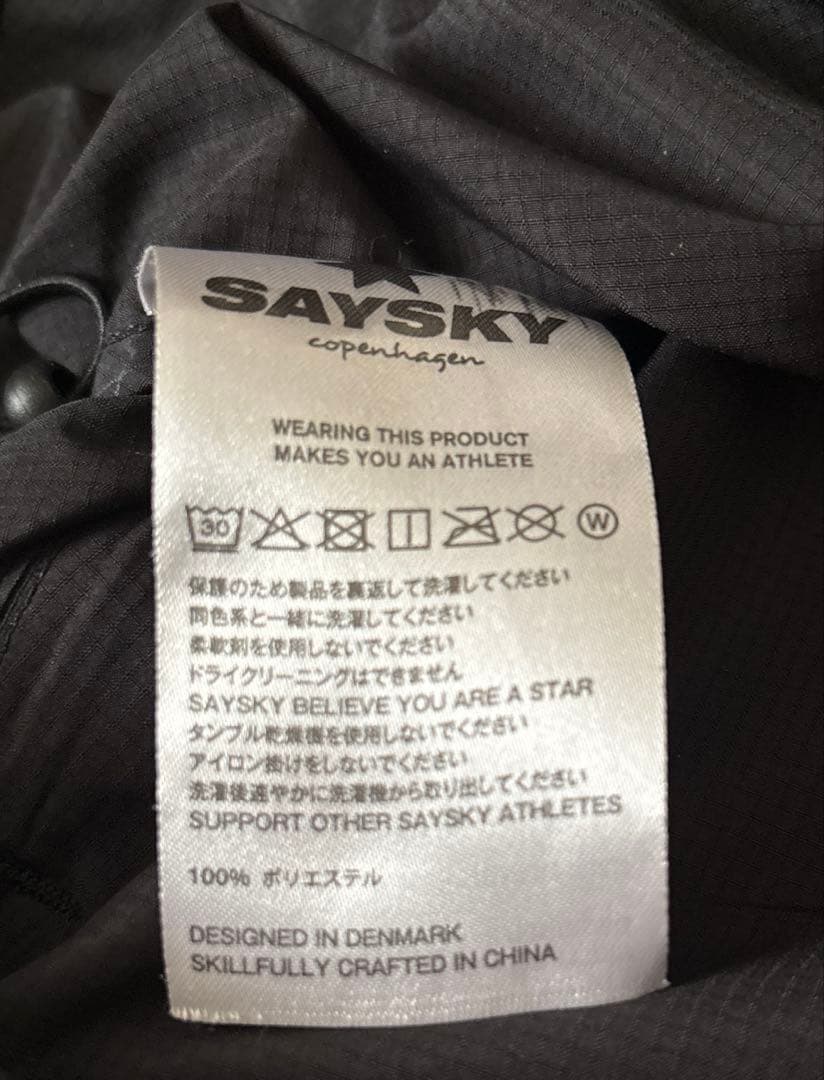 SAYSKY
copenhagen
WEARING THIS PRODUCT
MAKES YOU AN ATHLETE
30
W
保護のため製品を裏返して洗濯してください
同色系と一緒に洗濯してください
柔軟剤を使用しないでください
ドライクリーニングはできません
SAYSKY BELIEVE YOU ARE A STAR
タンブル乾燥機を使用しないでください
アイロン掛けをしないでください
洗濯後速やかに洗濯機から取り出してください
SUPPORT OTHER SAYSKY ATHLETES
100% ポリエステル
DESIGNED IN DENMARK
SKILLFULLY CRAFTED IN CHINA